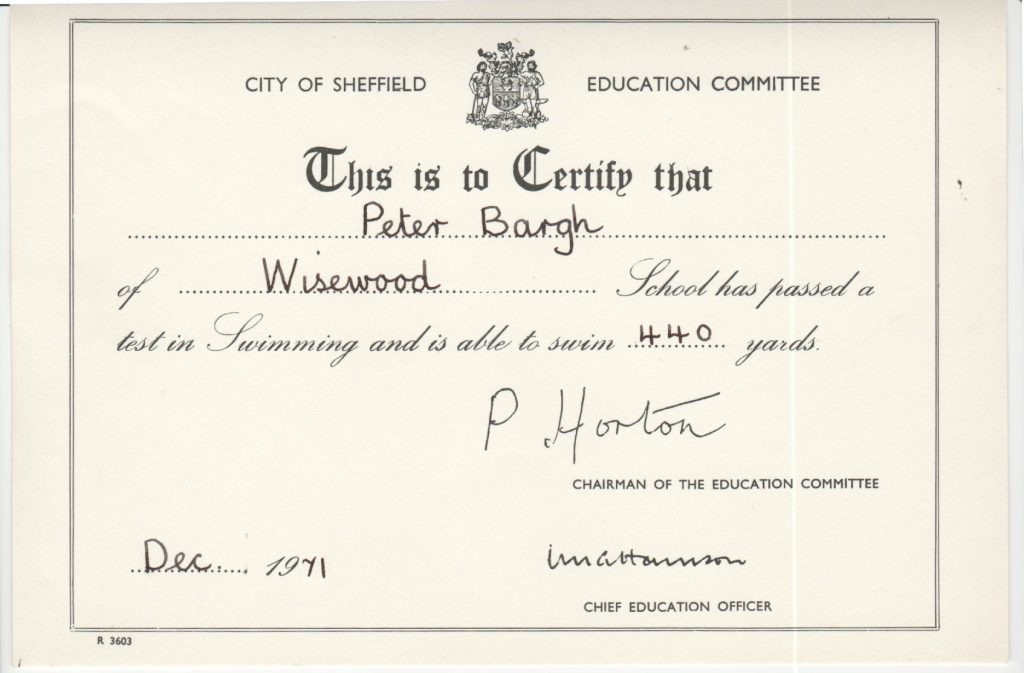 CITY OF SHEFFIELD EDUCATION COMMITTEE
This is to Certify that
Peter Bargh
of Wisewood School has passed a
test in Swimming and is able to swim 440 yards.
P. Horton
CHAIRMAN OF THE EDUCATION COMMITTEE
Dec. 1971
CHIEF EDUCATION OFFICER
R 3603